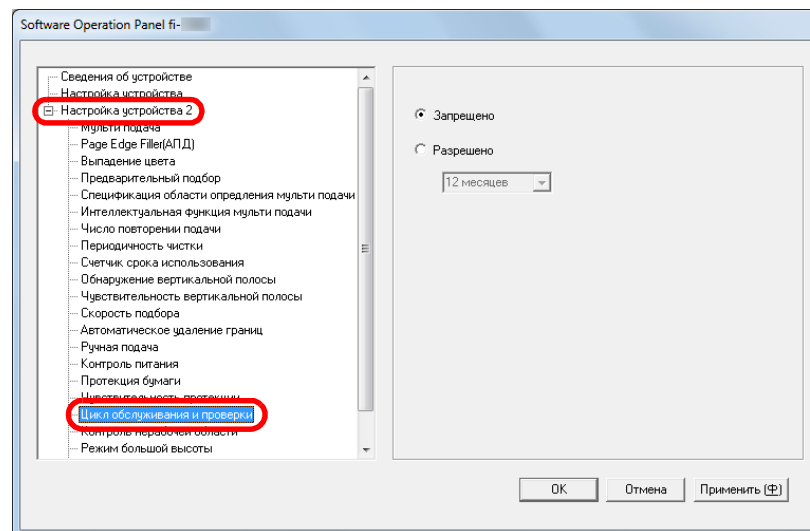 Software Operation Panel fi-
Сведения об устройстве
Настройка устройства
Настройка устройства 2
Мульти подача
Page Edge Filler(АПД)
Выпадение цвета
Предварительный подбор
Спецификация области опредления мульти подачи
Интеллектуальная функция мульти подачи
Число повторении подачи
Периодичность чистки
Счетчик срока использования
Обнаружение вертикальной полосы
Чувствительность вертикальной полосы
Скорость подбора
Автоматическое удаление границ
Ручная подача
Контроль питания
Протекция бумаги
Чувствительность протекции
Цикл обслуживания и проверки
Контроль нерабочей области
Режим большой высоты
Запрещено
Разрешено
12 месяцев
OK
Отмена
Применить (Ф)